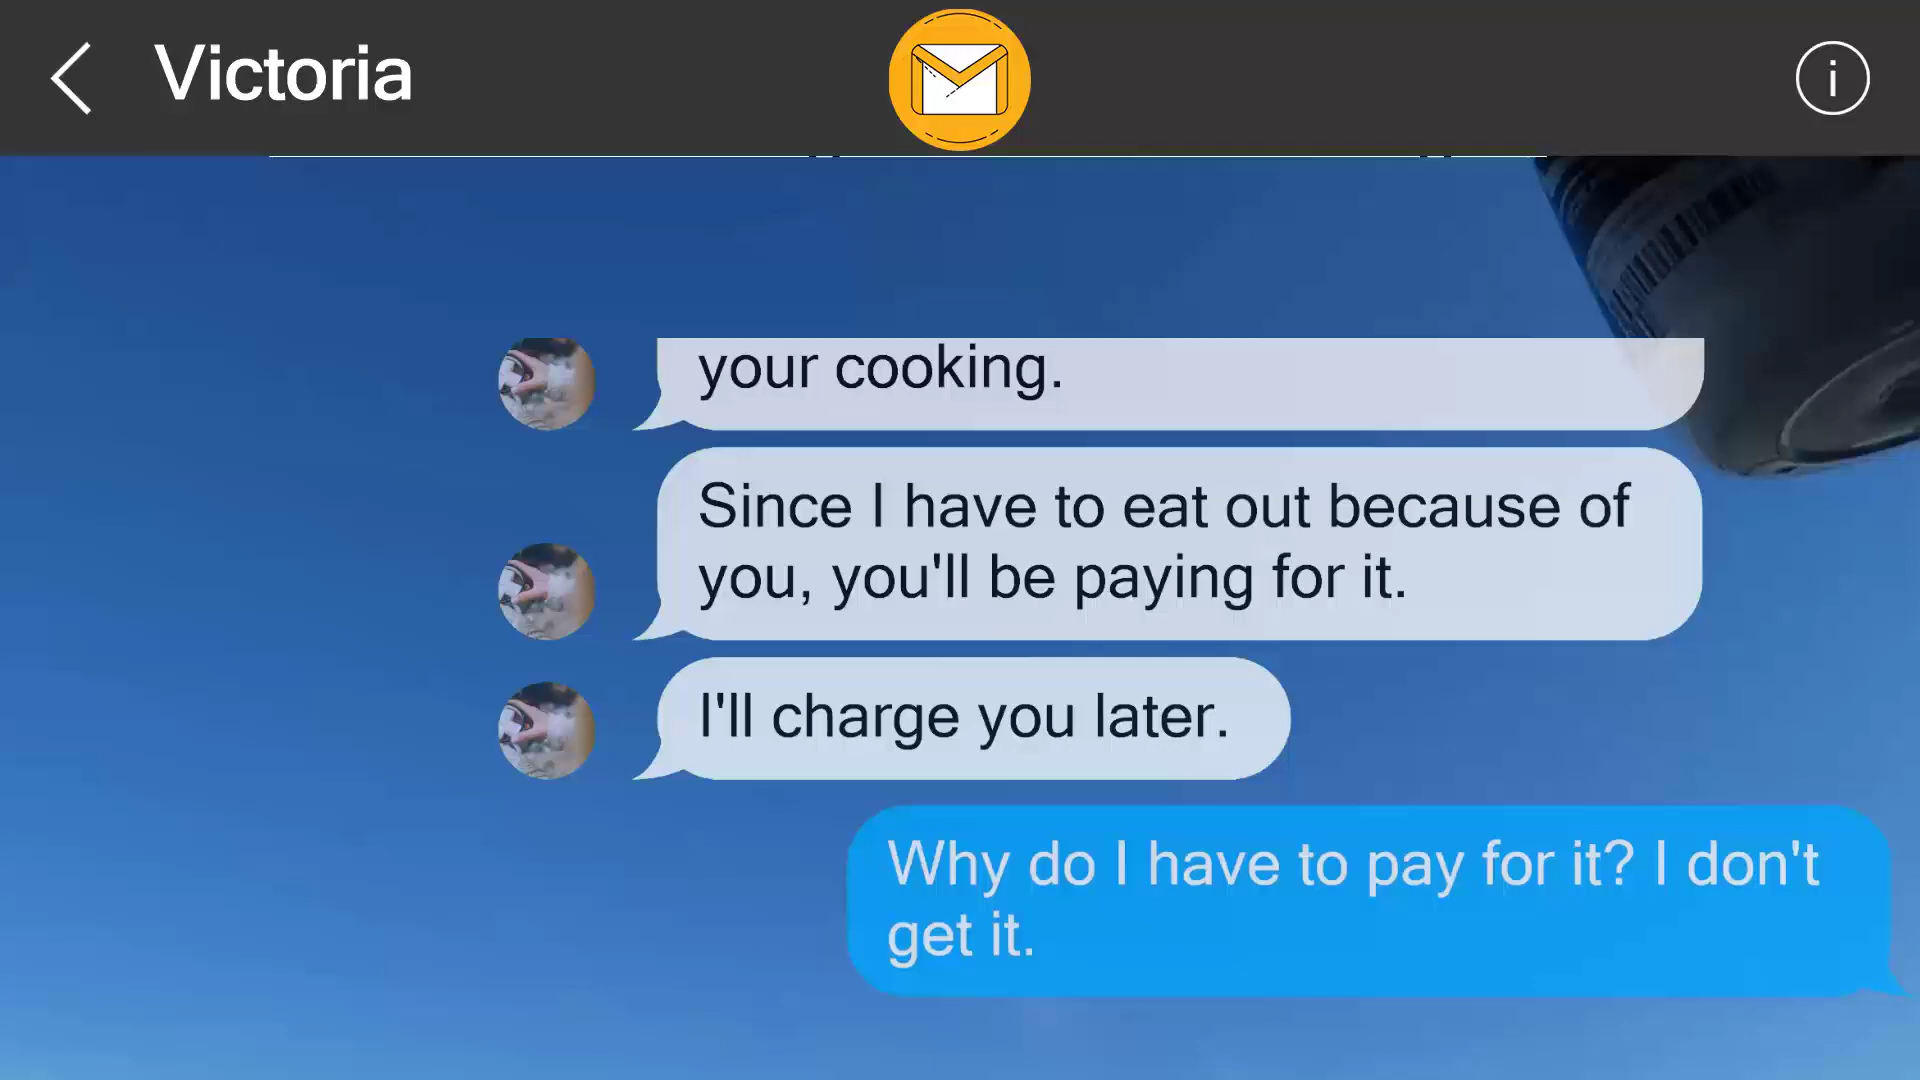 Victoria
your cooking.
Since I have to eat out because of
you, you'll be paying for it.
I'll charge you later.
Why do I have to pay for it? I don't
get it.